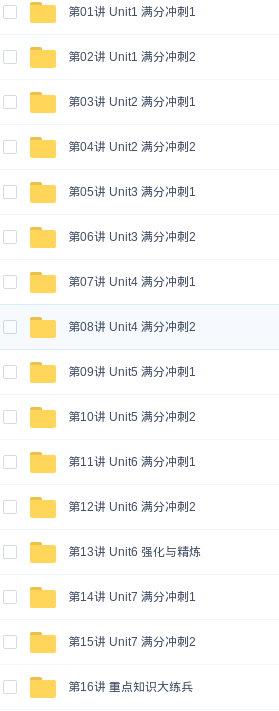 第01讲 Unit1 满分冲刺1
第02讲 Unit1 满分冲刺2
第03讲 Unit2 满分冲刺1
第04讲 Unit2 满分冲刺2
第05讲 Unit3 满分冲刺1
第06讲 Unit3 满分冲刺2
第07讲 Unit4 满分冲刺1
第08讲 Unit4 满分冲刺2
第09讲 Unit5 满分冲刺1
第10讲 Unit5 满分冲刺2
第11讲 Unit6 满分冲刺1
第12讲 Unit6 满分冲刺2
第13讲 Unit6 强化与精炼
第14讲 Unit7 满分冲刺1
第15讲 Unit7 满分冲刺2
第16讲 重点知识大练兵